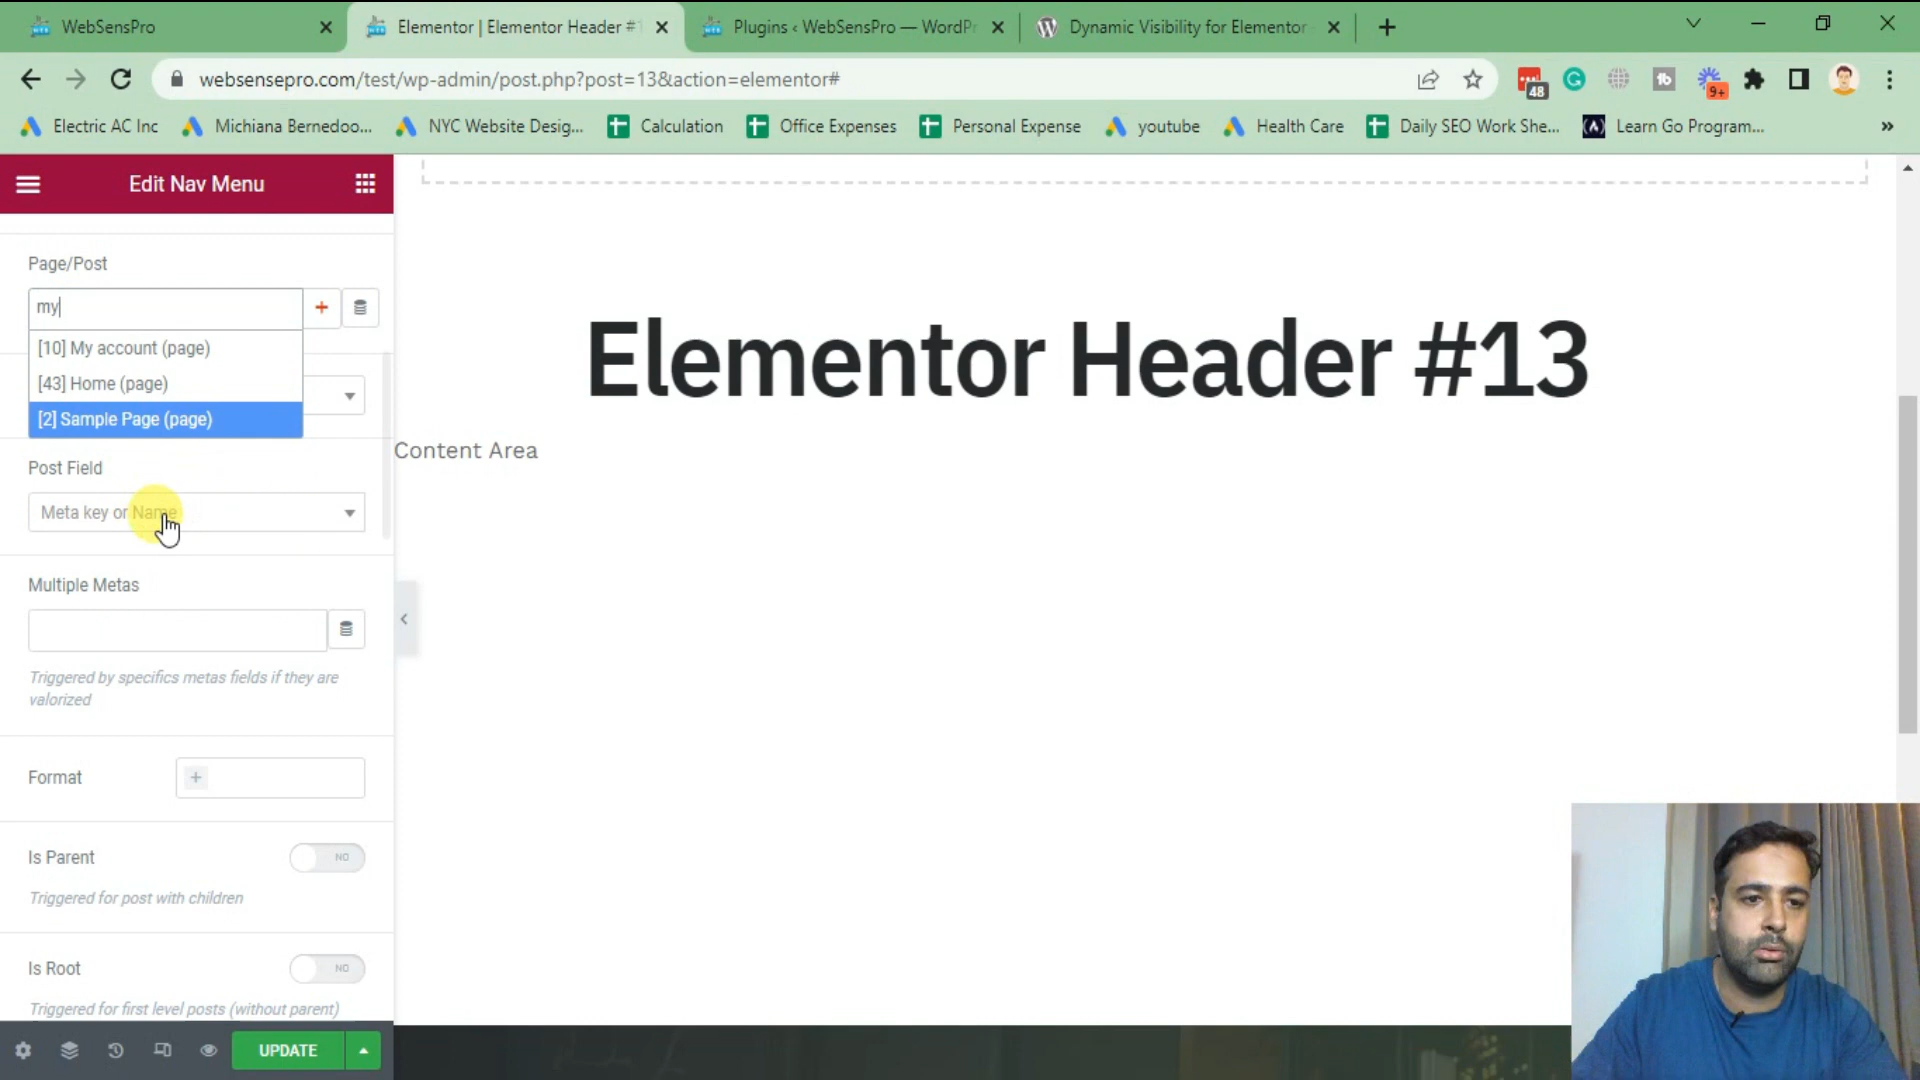 WebSensPro
Elementor | Elementor Header #1
Plugins ‹ WebSensPro — WordPr
Dynamic Visibility for Elementor
websensepro.com/test/wp-admin/post.php?post=13&action=elementor#
48
9+
Electric AC Inc
Michiana Bernedoo...
NYC Website Desig...
Calculation
Office Expenses
Personal Expense
youtube
Health Care
Daily SEO Work She...
Learn Go Program...
Edit Nav Menu
Page/Post
my
[10] My account (page)
[43] Home (page)
[2] Sample Page (page)
Post Field
Meta key or Name
Multiple Metas
Triggered by specifics metas fields if they are
valorized
Format
Is Parent
NO
Triggered for post with children
Is Root
NO
Triggered for first level posts (without parent)
UPDATE
Elementor Header #13
Content Area